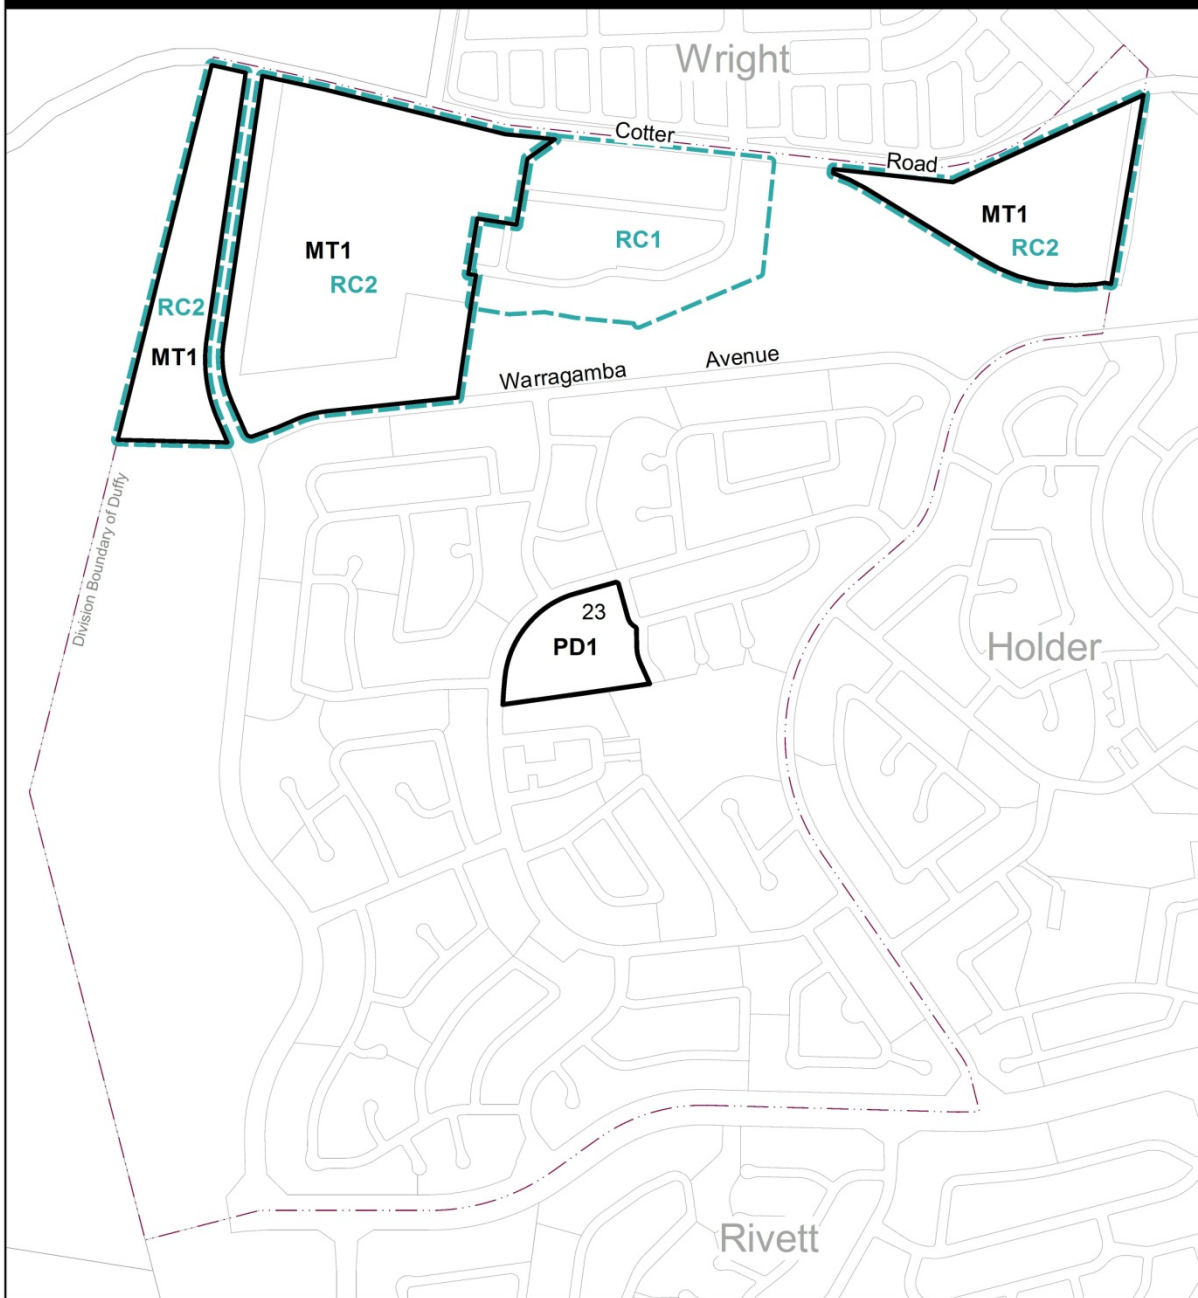 Wright
Cotter
Road
MT1
RC2
RC1
MT1
RC2
RC2
MT1
Warragamba
Avenue
Division Boundary of Duffy
23
PD1
Holder
Rivett